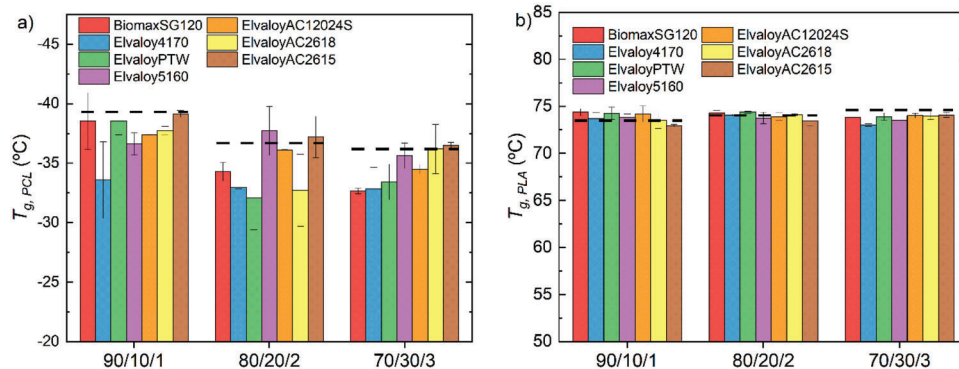 a)
BiomaxSG120
Elvaloy4170
ElvaloyPTW
Elvaloy5160
ElvaloyAC12024S
ElvaloyAC2618
ElvaloyAC2615
-45
-40
-35
-30
-25
-20
Tg, PCL (ºC)
90/10/1
80/20/2
70/30/3
b)
BiomaxSG120
Elvaloy4170
ElvaloyPTW
Elvaloy5160
ElvaloyAC12024S
ElvaloyAC2618
ElvaloyAC2615
85
80
75
70
65
60
55
50
Tg, PLA (ºC)
90/10/1
80/20/2
70/30/3